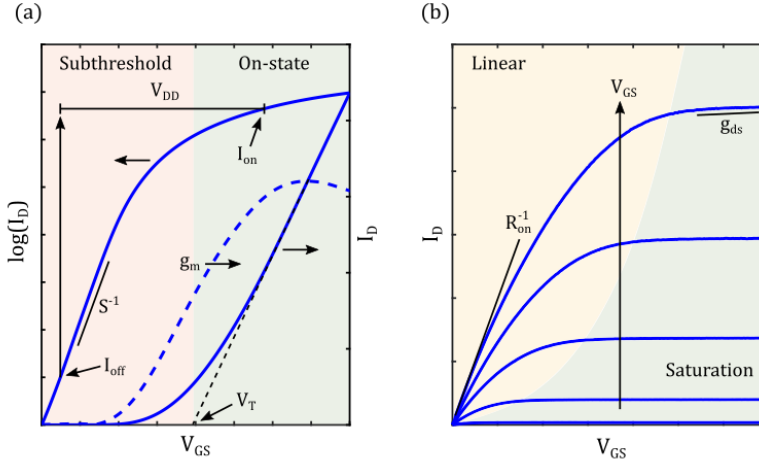 (a)
Subthreshold On-state
V_DD
I_on
log(I_D)
g_m
I_D
S^-1
I_off
V_T
V_GS
(b)
Linear
V_GS
g_ds
R_on^-1
I_D
Saturation
V_GS